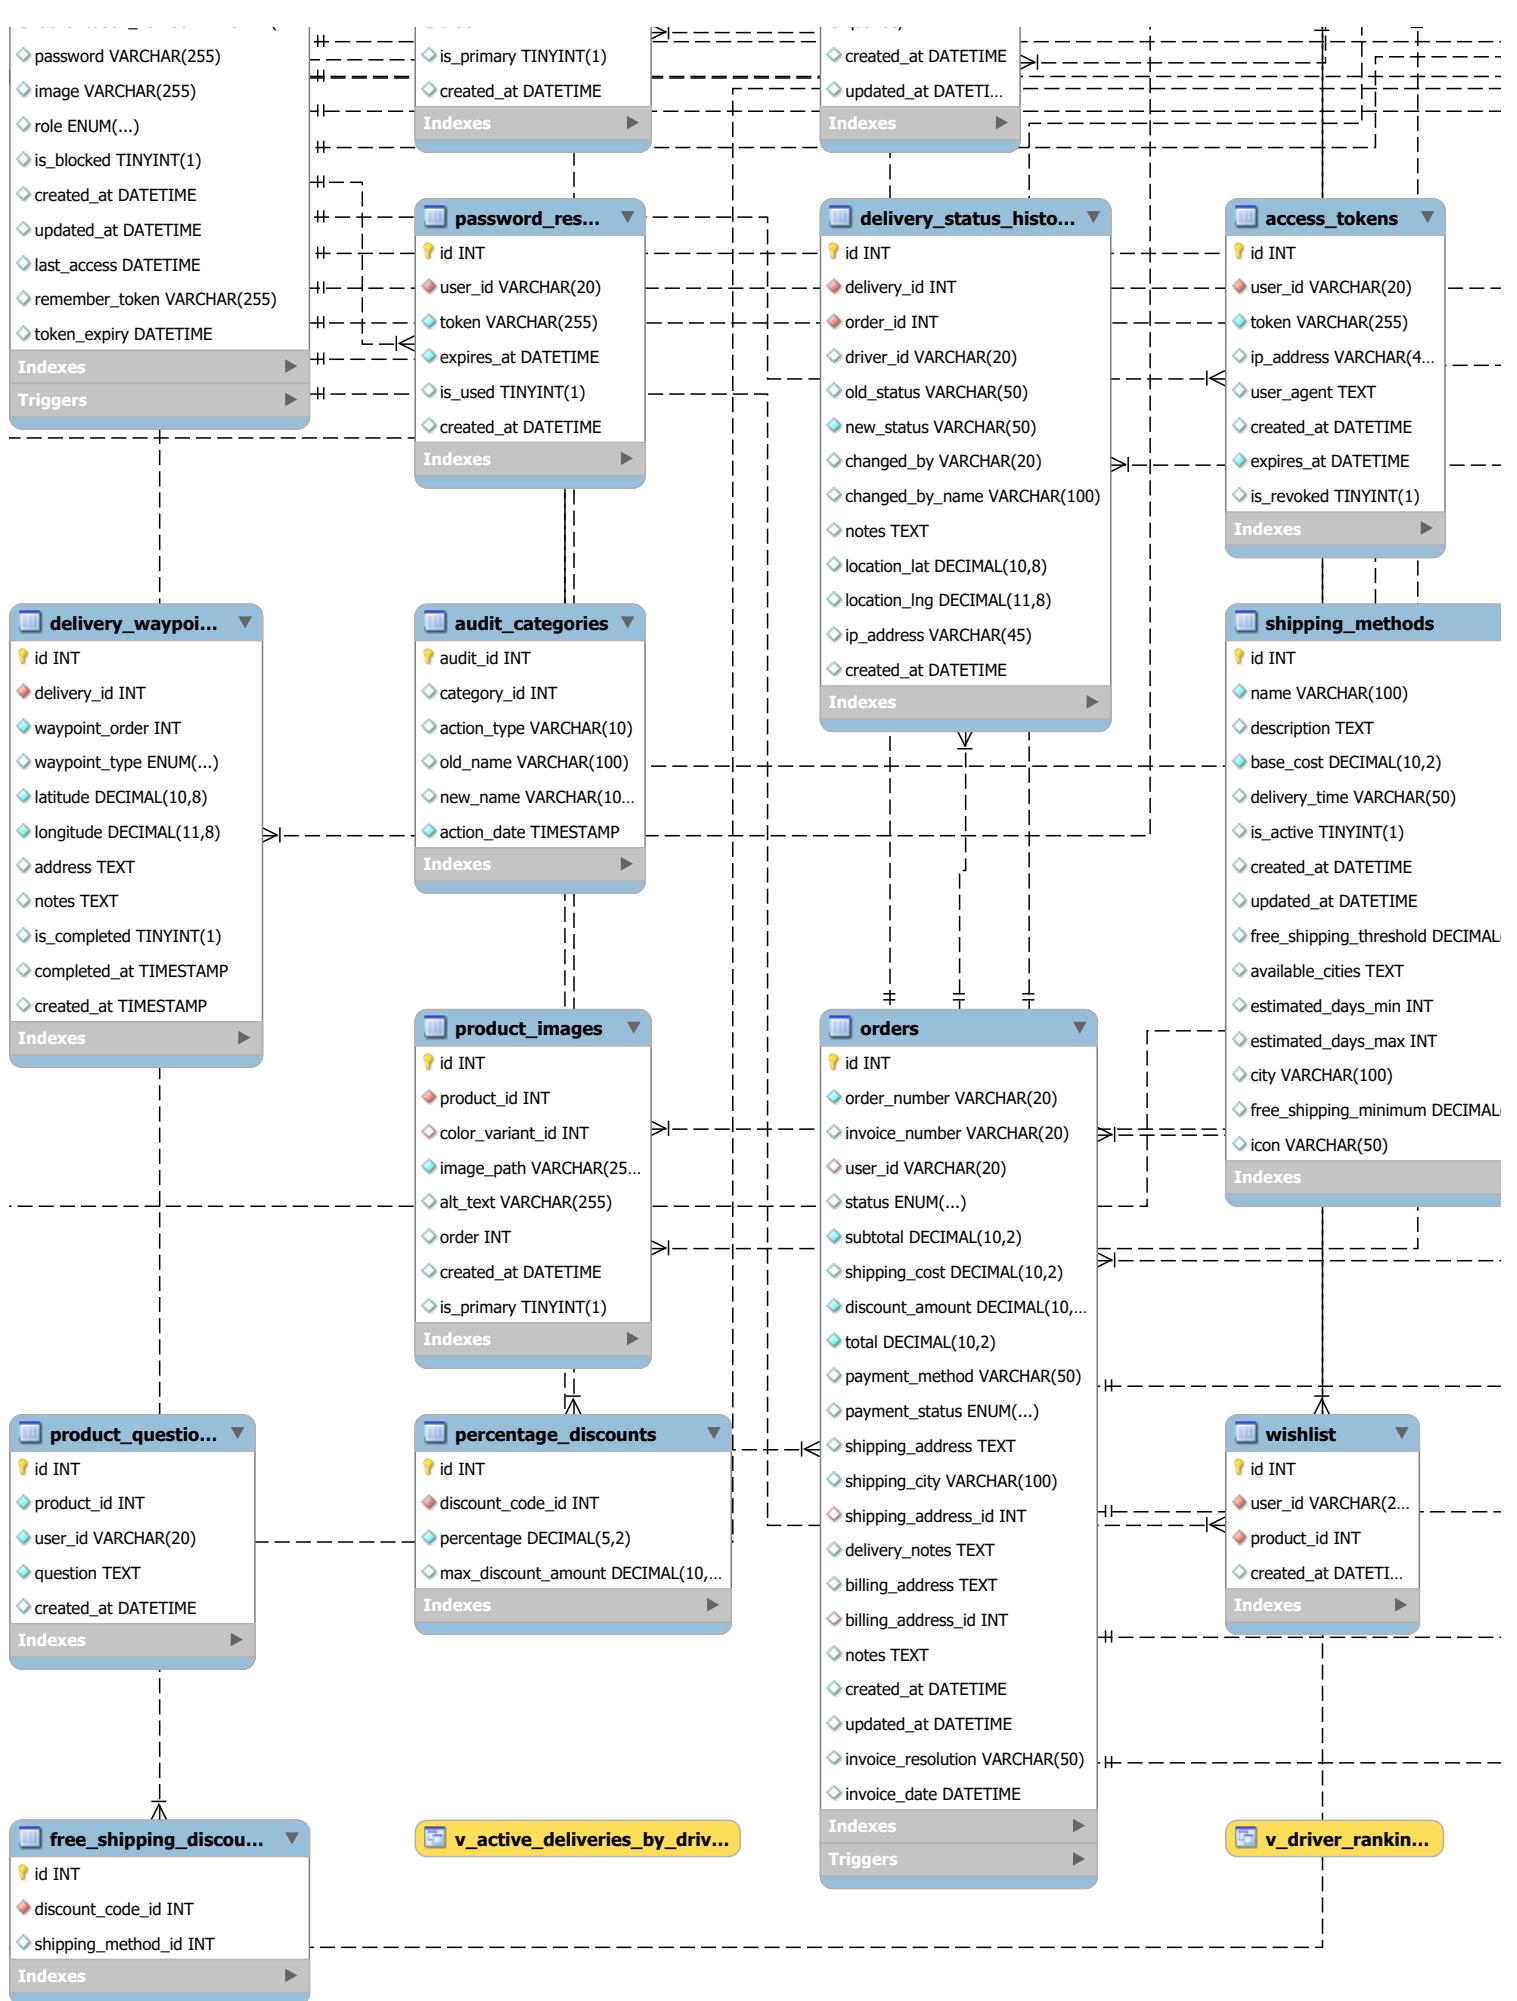 password VARCHAR(255)
image VARCHAR(255)
role ENUM(...)
is_blocked TINYINT(1)
created_at DATETIME
updated_at DATETIME
last_access DATETIME
remember_token VARCHAR(255)
token_expiry DATETIME
Indexes
Triggers
is_primary TINYINT(1)
created_at DATETIME
Indexes
created_at DATETIME
updated_at DATETI...
Indexes
password_res...
id INT
user_id VARCHAR(20)
token VARCHAR(255)
expires_at DATETIME
is_used TINYINT(1)
created_at DATETIME
Indexes
delivery_status_histo...
id INT
delivery_id INT
order_id INT
driver_id VARCHAR(20)
old_status VARCHAR(50)
new_status VARCHAR(50)
changed_by VARCHAR(20)
changed_by_name VARCHAR(100)
notes TEXT
location_lat DECIMAL(10,8)
location_lng DECIMAL(11,8)
ip_address VARCHAR(45)
created_at DATETIME
Indexes
access_tokens
id INT
user_id VARCHAR(20)
token VARCHAR(255)
ip_address VARCHAR(4...
user_agent TEXT
created_at DATETIME
expires_at DATETIME
is_revoked TINYINT(1)
Indexes
delivery_waypoi...
id INT
delivery_id INT
waypoint_order INT
waypoint_type ENUM(...)
latitude DECIMAL(10,8)
longitude DECIMAL(11,8)
address TEXT
notes TEXT
is_completed TINYINT(1)
completed_at TIMESTAMP
created_at TIMESTAMP
Indexes
audit_categories
audit_id INT
category_id INT
action_type VARCHAR(10)
old_name VARCHAR(100)
new_name VARCHAR(10...
action_date TIMESTAMP
Indexes
shipping_methods
id INT
name VARCHAR(100)
description TEXT
base_cost DECIMAL(10,2)
delivery_time VARCHAR(50)
is_active TINYINT(1)
created_at DATETIME
updated_at DATETIME
free_shipping_threshold DECIMAL(
available_cities TEXT
estimated_days_min INT
estimated_days_max INT
city VARCHAR(100)
free_shipping_minimum DECIMAL(
icon VARCHAR(50)
Indexes
product_images
id INT
product_id INT
color_variant_id INT
image_path VARCHAR(25...
alt_text VARCHAR(255)
order INT
created_at DATETIME
is_primary TINYINT(1)
Indexes
orders
id INT
order_number VARCHAR(20)
invoice_number VARCHAR(20)
user_id VARCHAR(20)
status ENUM(...)
subtotal DECIMAL(10,2)
shipping_cost DECIMAL(10,2)
discount_amount DECIMAL(10,...
total DECIMAL(10,2)
payment_method VARCHAR(50)
payment_status ENUM(...)
shipping_address TEXT
shipping_city VARCHAR(100)
shipping_address_id INT
delivery_notes TEXT
billing_address TEXT
billing_address_id INT
notes TEXT
created_at DATETIME
updated_at DATETIME
invoice_resolution VARCHAR(50)
invoice_date DATETIME
Indexes
Triggers
product_questio...
id INT
product_id INT
user_id VARCHAR(20)
question TEXT
created_at DATETIME
Indexes
percentage_discounts
id INT
discount_code_id INT
percentage DECIMAL(5,2)
max_discount_amount DECIMAL(10,...
Indexes
wishlist
id INT
user_id VARCHAR(2...
product_id INT
created_at DATETI...
Indexes
free_shipping_discou...
id INT
discount_code_id INT
shipping_method_id INT
Indexes
v_active_deliveries_by_driv...
v_driver_rankin...